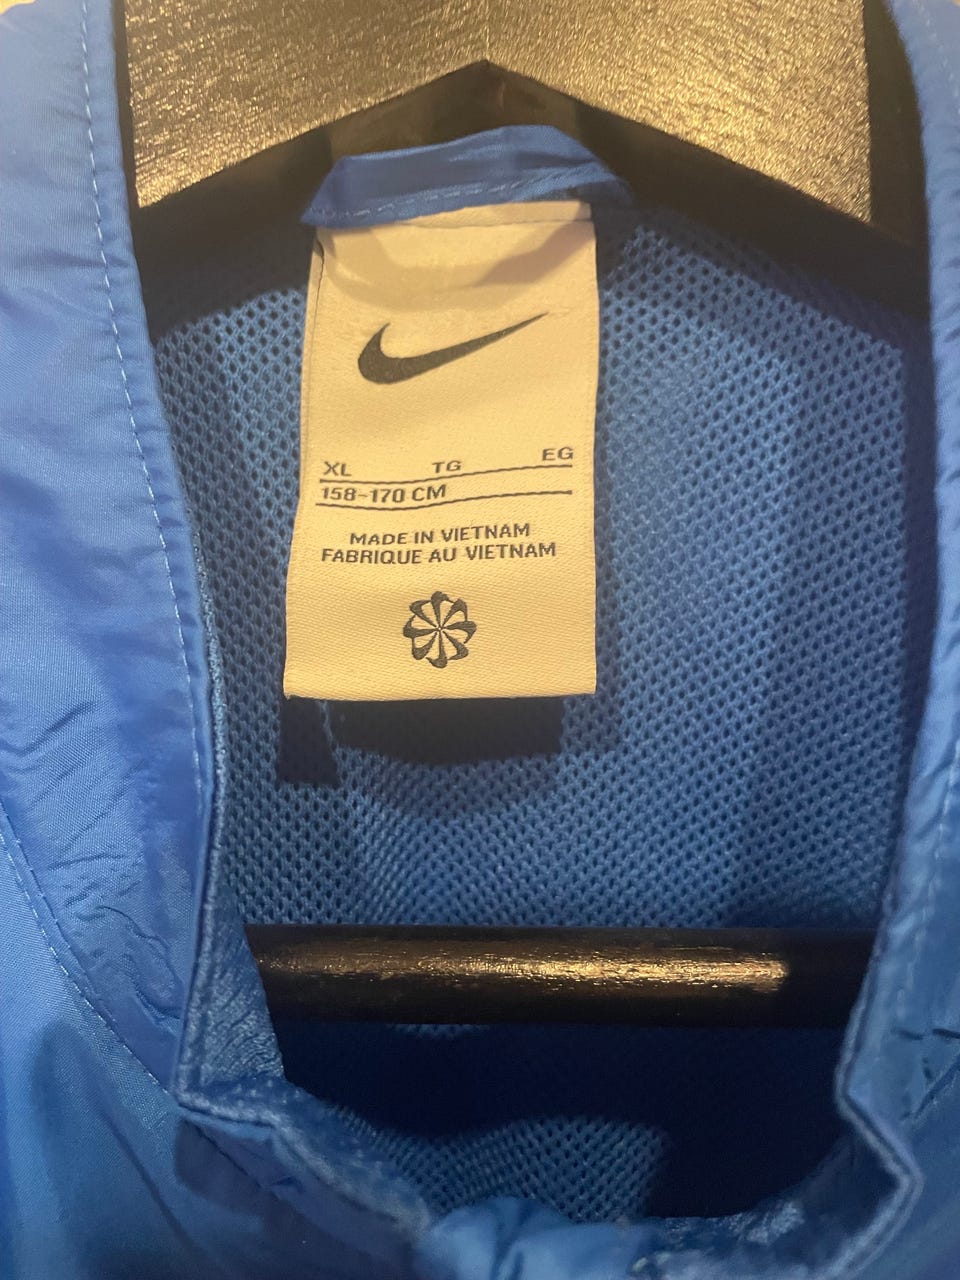 XL TG EG
158-170 CM
MADE IN VIETNAM
FABRIQUE AU VIETNAM